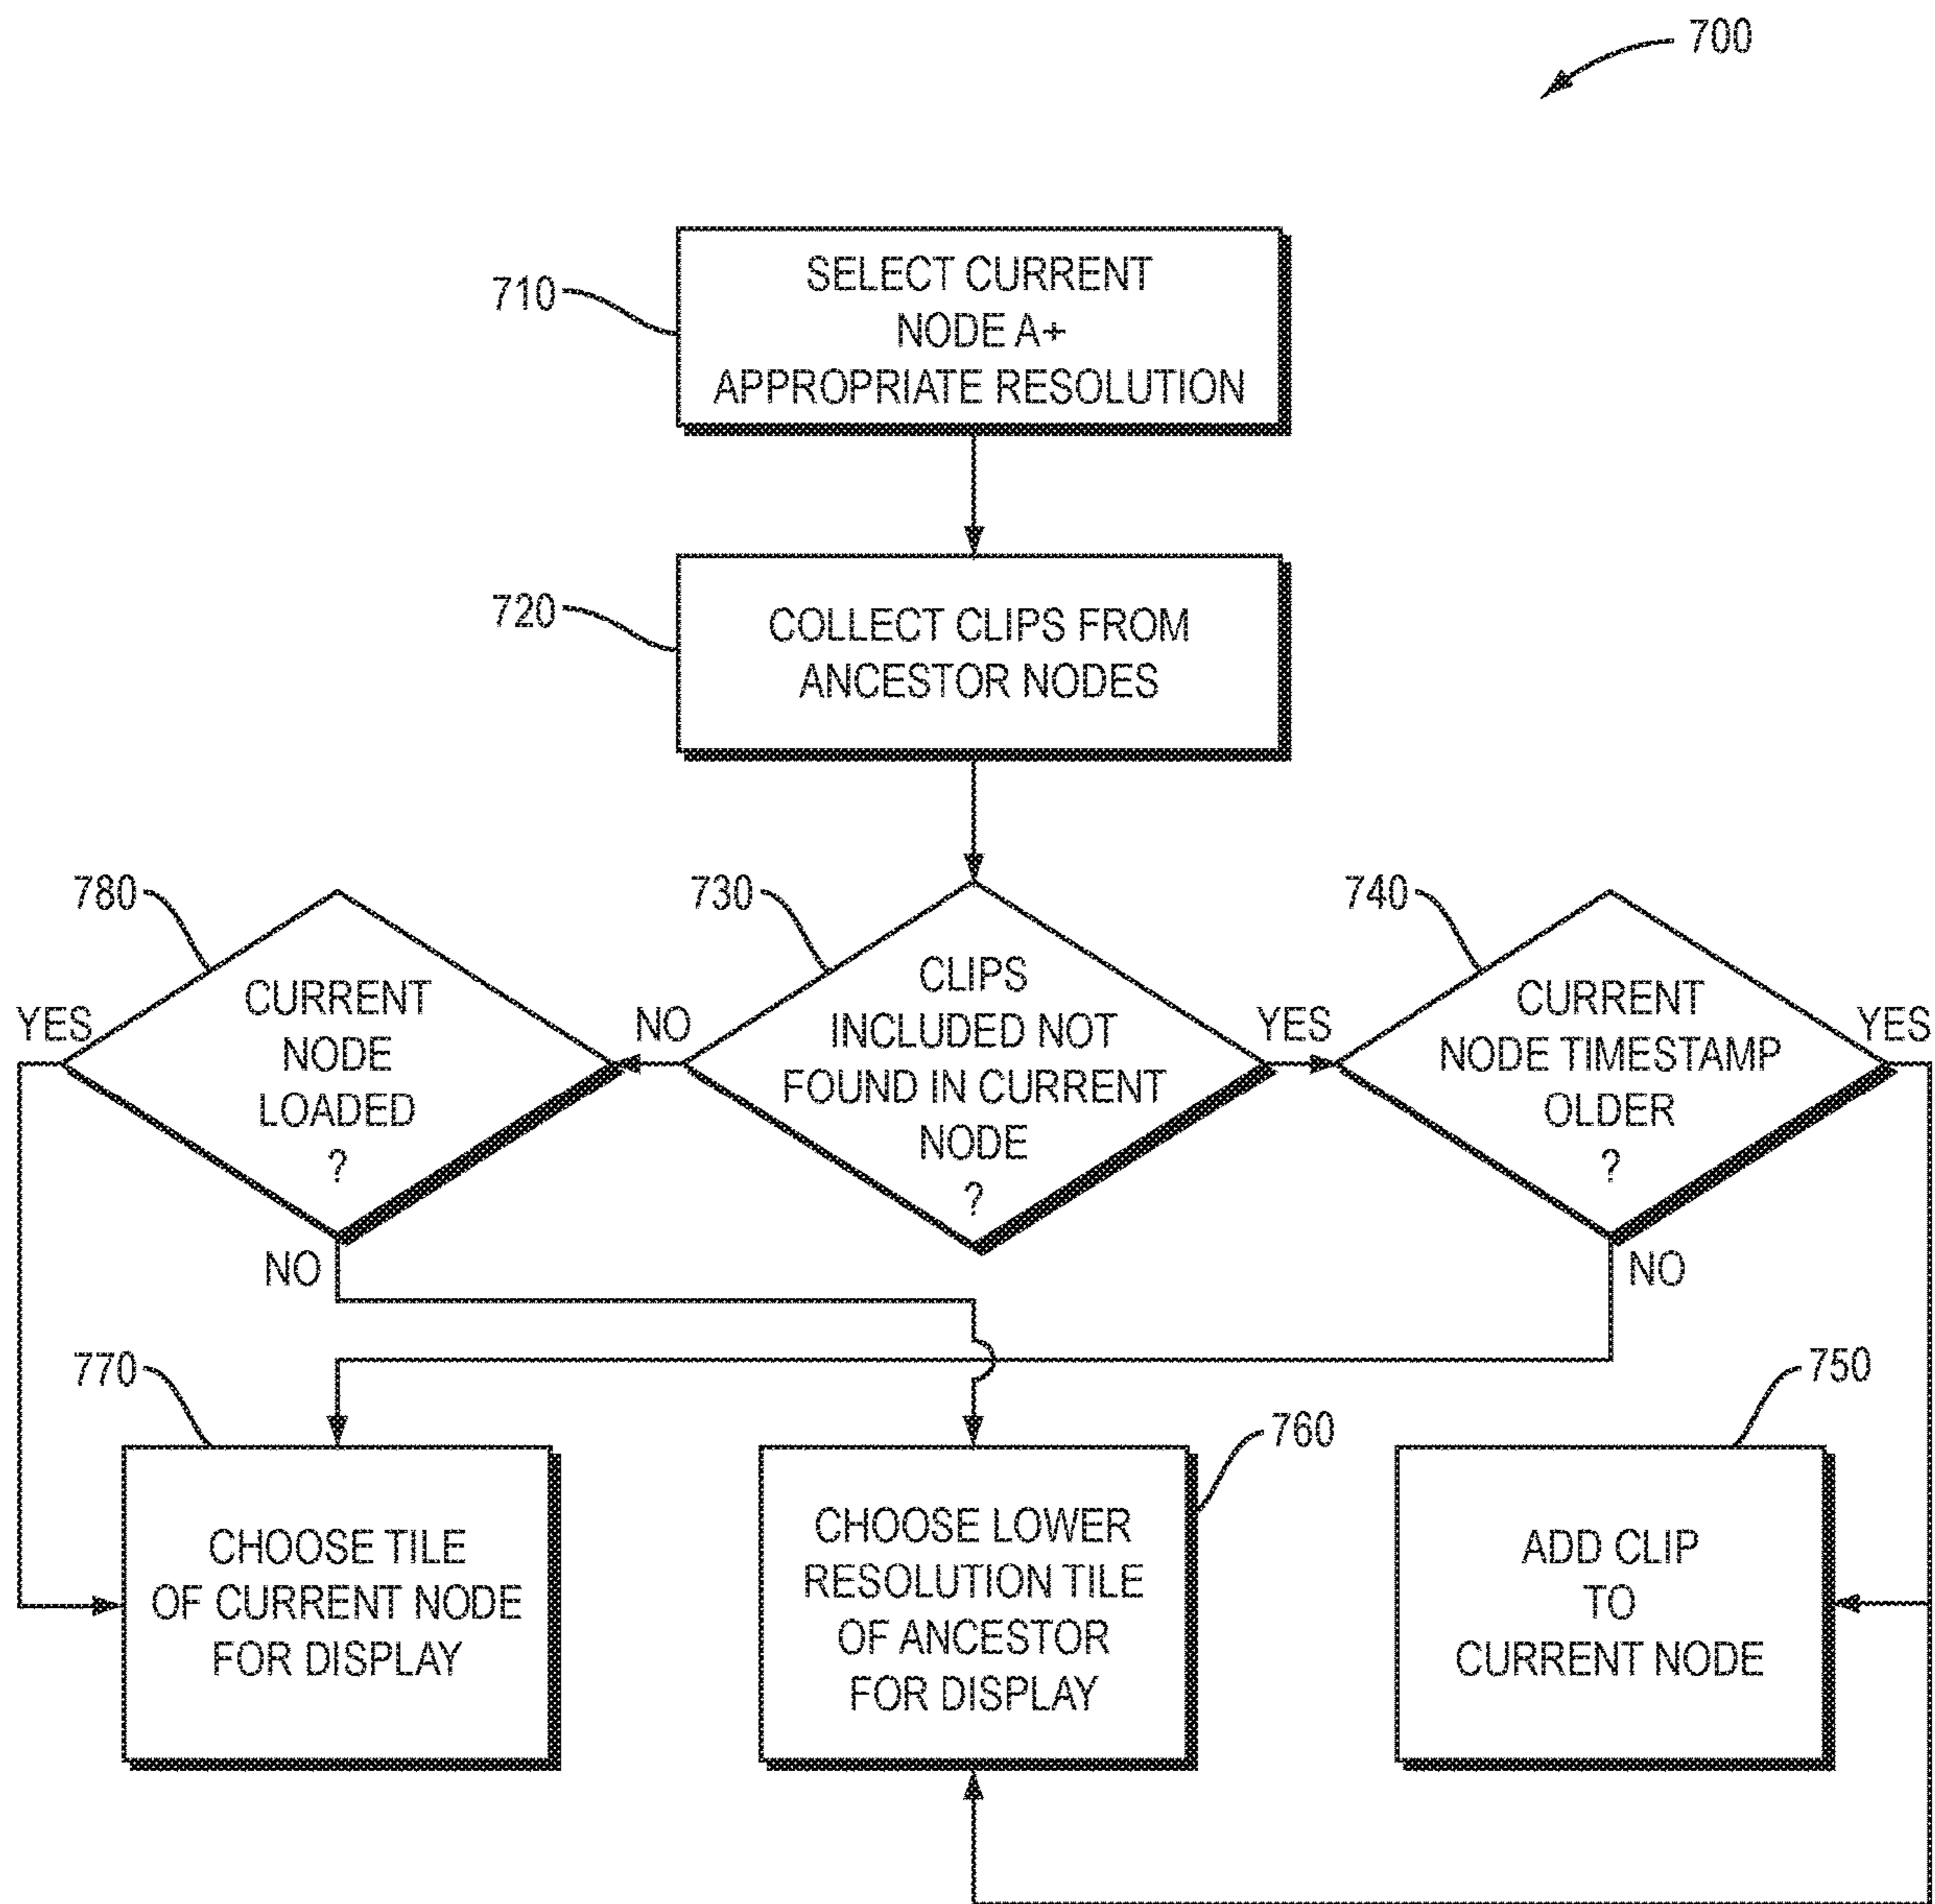 700
710
SELECT CURRENT
NODE A+
APPROPRIATE RESOLUTION
720
COLLECT CLIPS FROM
ANCESTOR NODES
780
CURRENT
NODE
LOADED
?
YES
NO
730
CLIPS
INCLUDED NOT
FOUND IN CURRENT
NODE
?
NO
YES
740
CURRENT
NODE TIMESTAMP
OLDER
?
YES
NO
770
CHOOSE TILE
OF CURRENT NODE
FOR DISPLAY
760
CHOOSE LOWER
RESOLUTION TILE
OF ANCESTOR
FOR DISPLAY
750
ADD CLIP
TO
CURRENT NODE